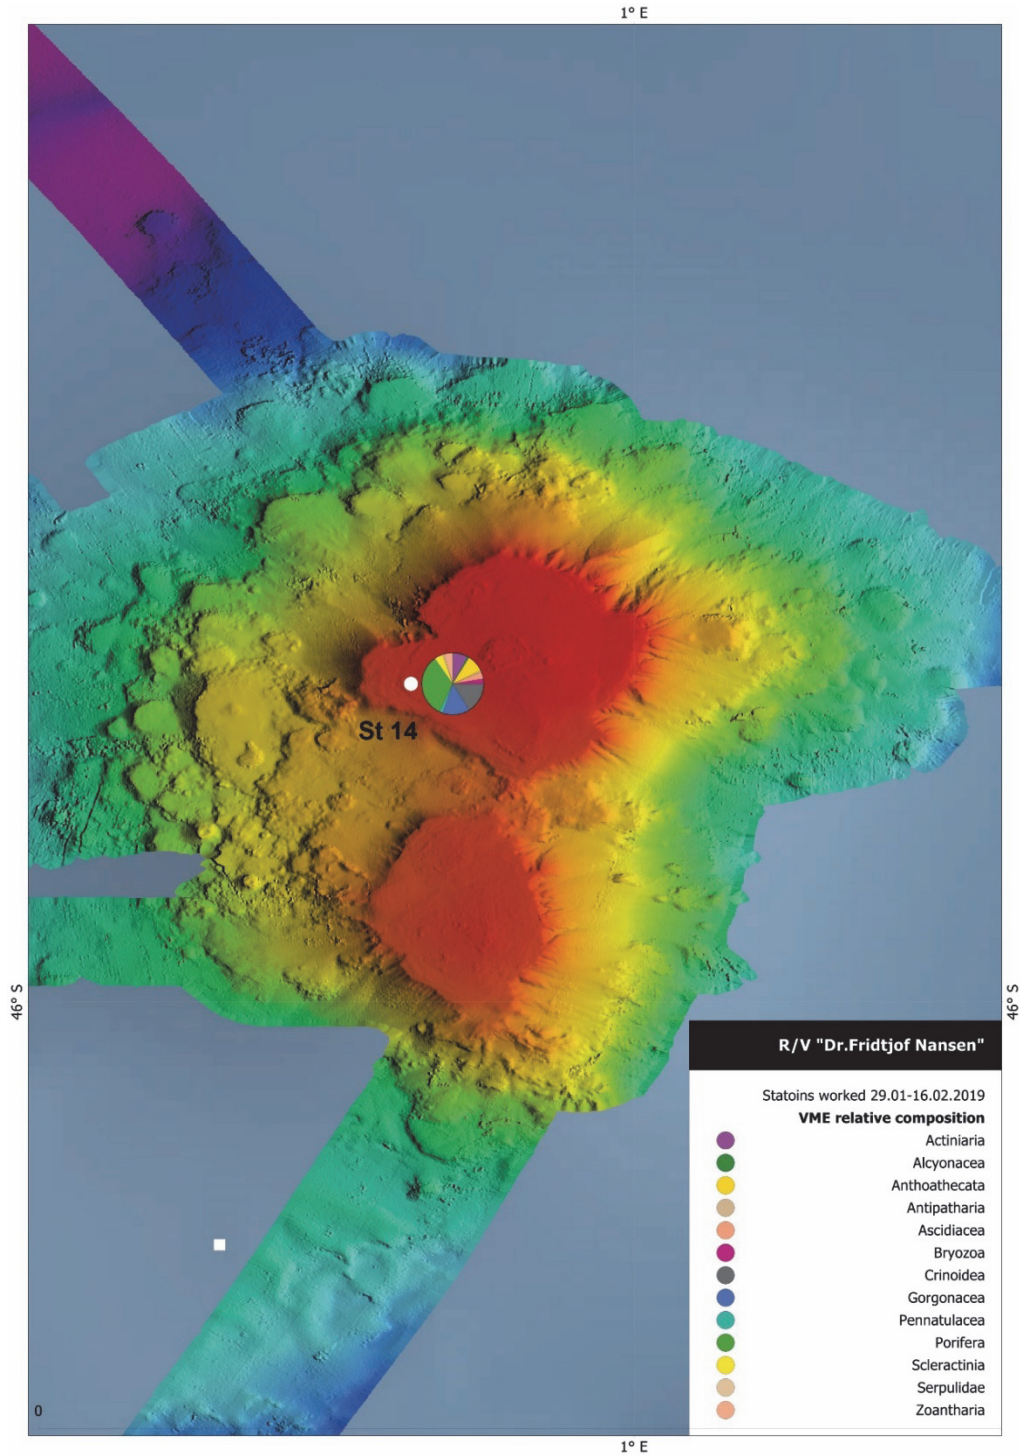 1° E
St 14
46° S
46° S
R/V "Dr.Fridtjof Nansen"
Statoins worked 29.01-16.02.2019
VME relative composition
Actiniaria
Alcyonacea
Anthoathecata
Antipatharia
Ascidiacea
Bryozoa
Crinoidea
Gorgonacea
Pennatulacea
Porifera
Scleractinia
Serpulidae
Zoantharia
0
1° E